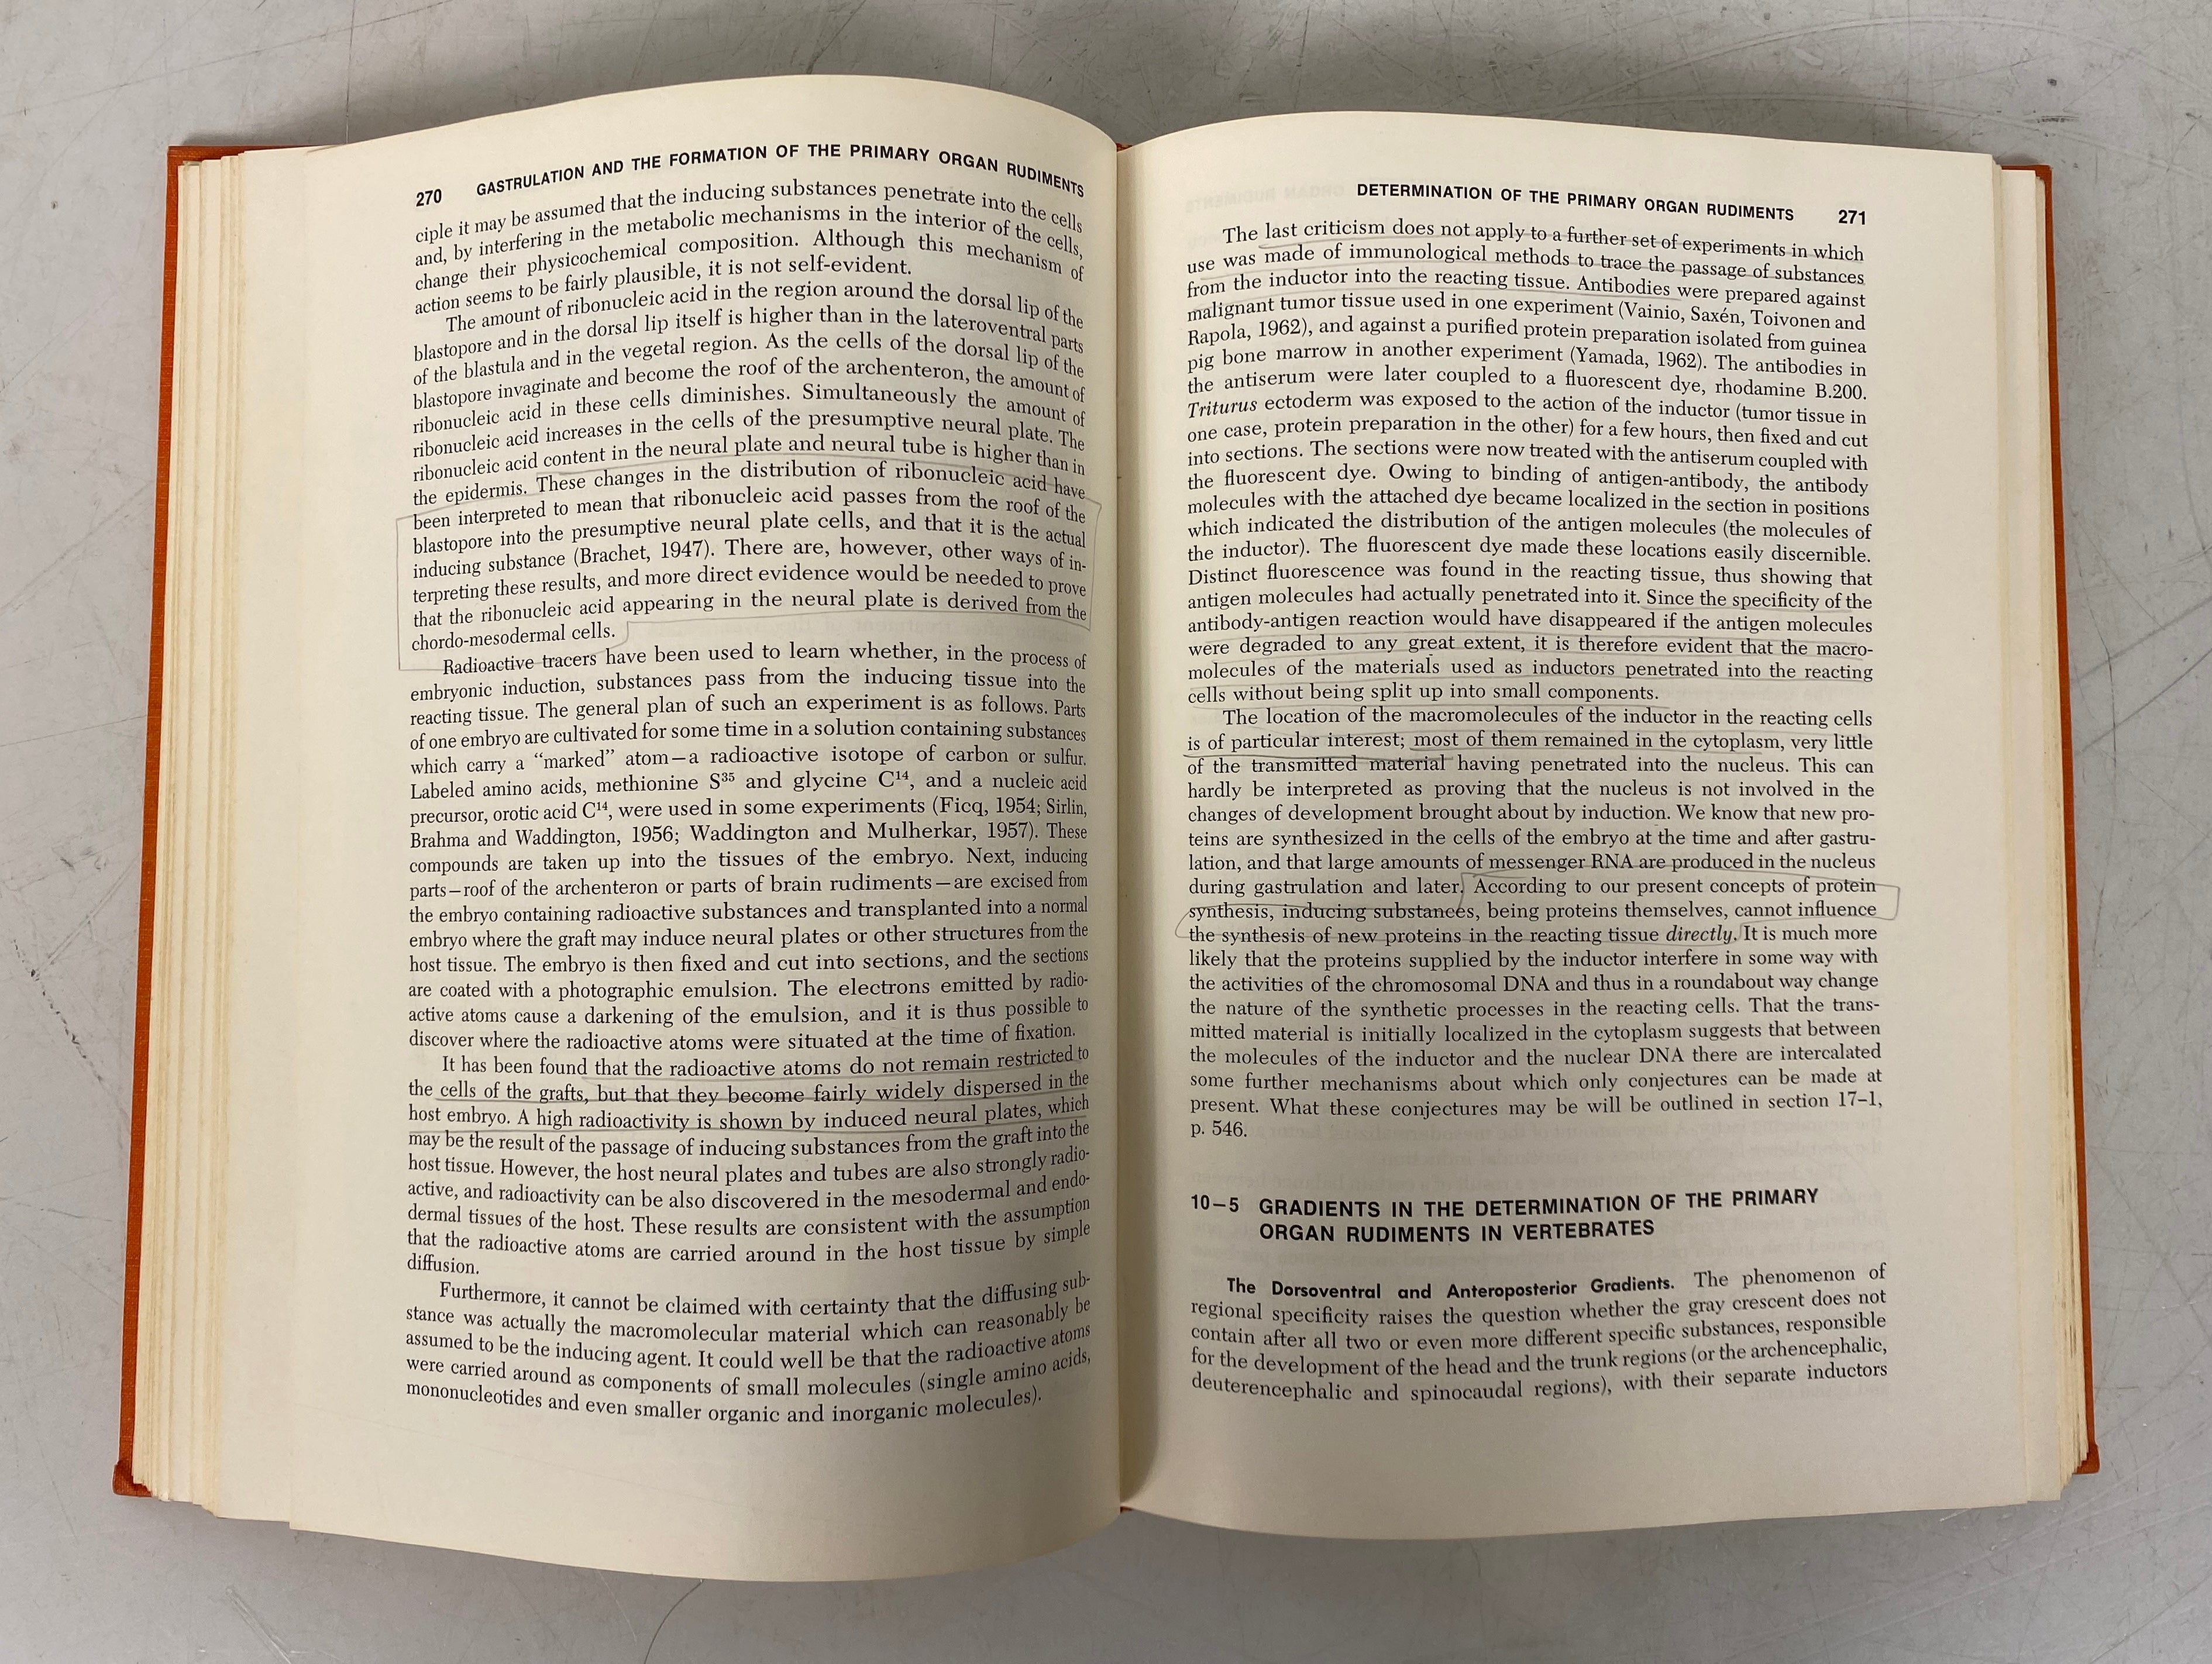 270 GASTRULATION AND THE FORMATION OF THE PRIMARY ORGAN RUDIMENTS
ciple it may be assumed that the inducing substances penetrate into the cells
and, by interfering in the metabolic mechanisms in the interior of the cells,
change their physicochemical composition. Although this mechanism of
action seems to be fairly plausible, it is not self-evident.
The amount of ribonucleic acid in the region around the dorsal lip of the
blastopore and in the dorsal lip itself is higher than in the lateroventral parts
of the blastula and in the vegetal region. As the cells of the dorsal lip of the
blastopore invaginate and become the roof of the archenteron, the amount of
ribonucleic acid in these cells diminishes. Simultaneously the amount of
ribonucleic acid increases in the cells of the presumptive neural plate. The
ribonucleic acid content in the neural plate and neural tube is higher than in
the epidermis. These changes in the distribution of ribonucleic acid have
been interpreted to mean that ribonucleic acid passes from the roof of the
blastopore into the presumptive neural plate cells, and that it is the actual
inducing substance (Brachet, 1947). There are, however, other ways of in-
terpreting these results, and more direct evidence would be needed to prove
that the ribonucleic acid appearing in the neural plate is derived from the
chordo-mesodermal cells.
Radioactive tracers have been used to learn whether, in the process of
embryonic induction, substances pass from the inducing tissue into the
reacting tissue. The general plan of such an experiment is as follows. Parts
of one embryo are cultivated for some time in a solution containing substances
which carry a “marked” atom—a radioactive isotope of carbon or sulfur.
Labeled amino acids, methionine S³⁵ and glycine C¹⁴, and a nucleic acid
precursor, orotic acid C¹⁴, were used in some experiments (Ficq, 1954; Sirlin,
Brahma and Waddington, 1956; Waddington and Mulherkar, 1957). These
compounds are taken up into the tissues of the embryo. Next, inducing
parts—roof of the archenteron or parts of brain rudiments—are excised from
the embryo containing radioactive substances and transplanted into a normal
embryo where the graft may induce neural plates or other structures from the
host tissue. The embryo is then fixed and cut into sections, and the sections
are coated with a photographic emulsion. The electrons emitted by radio-
active atoms cause a darkening of the emulsion, and it is thus possible to
discover where the radioactive atoms were situated at the time of fixation.
It has been found that the radioactive atoms do not remain restricted to
the cells of the grafts, but that they become fairly widely dispersed in the
host embryo. A high radioactivity is shown by induced neural plates, which
may be the result of the passage of inducing substances from the graft into the
host tissue. However, the host neural plates and tubes are also strongly radio-
active, and radioactivity can be also discovered in the mesodermal and endo-
dermal tissues of the host. These results are consistent with the assumption
that the radioactive atoms are carried around in the host tissue by simple
diffusion.
Furthermore, it cannot be claimed with certainty that the diffusing sub-
stance was actually the macromolecular material which can reasonably be
assumed to be the inducing agent. It could well be that the radioactive atoms
were carried around as components of small molecules (single amino acids,
mononucleotides and even smaller organic and inorganic molecules).
DETERMINATION OF THE PRIMARY ORGAN RUDIMENTS 271
The last criticism does not apply to a further set of experiments in which
use was made of immunological methods to trace the passage of substances
from the inductor into the reacting tissue. Antibodies were prepared against
malignant tumor tissue used in one experiment (Vainio, Saxén, Toivonen and
Rapola, 1962), and against a purified protein preparation isolated from guinea
pig bone marrow in another experiment (Yamada, 1962). The antibodies in
the antiserum were later coupled to a fluorescent dye, rhodamine B.200.
Triturus ectoderm was exposed to the action of the inductor (tumor tissue in
one case, protein preparation in the other) for a few hours, then fixed and cut
into sections. The sections were now treated with the antiserum coupled with
the fluorescent dye. Owing to binding of antigen-antibody, the antibody
molecules with the attached dye became localized in the section in positions
which indicated the distribution of the antigen molecules (the molecules of
the inductor). The fluorescent dye made these locations easily discernible.
Distinct fluorescence was found in the reacting tissue, thus showing that
antigen molecules had actually penetrated into it. Since the specificity of the
antibody-antigen reaction would have disappeared if the antigen molecules
were degraded to any great extent, it is therefore evident that the macro-
molecules of the materials used as inductors penetrated into the reacting
cells without being split up into small components.
The location of the macromolecules of the inductor in the reacting cells
is of particular interest; most of them remained in the cytoplasm, very little
of the transmitted material having penetrated into the nucleus. This can
hardly be interpreted as proving that the nucleus is not involved in the
changes of development brought about by induction. We know that new pro-
teins are synthesized in the cells of the embryo at the time and after gastru-
lation, and that large amounts of messenger RNA are produced in the nucleus
during gastrulation and later. According to our present concepts of protein
synthesis, inducing substances, being proteins themselves, cannot influence
the synthesis of new proteins in the reacting tissue directly. It is much more
likely that the proteins supplied by the inductor interfere in some way with
the activities of the chromosomal DNA and thus in a roundabout way change
the nature of the synthetic processes in the reacting cells. That the trans-
mitted material is initially localized in the cytoplasm suggests that between
the molecules of the inductor and the nuclear DNA there are intercalated
some further mechanisms about which only conjectures can be made at
present. What these conjectures may be will be outlined in section 17–1,
p. 546.
10–5 GRADIENTS IN THE DETERMINATION OF THE PRIMARY
ORGAN RUDIMENTS IN VERTEBRATES
The Dorsoventral and Anteroposterior Gradients. The phenomenon of
regional specificity raises the question whether the gray crescent does not
contain after all two or even more different specific substances, responsible
for the development of the head and the trunk regions (or the archencephalic,
deuterencephalic and spinocaudal regions), with their separate inductors